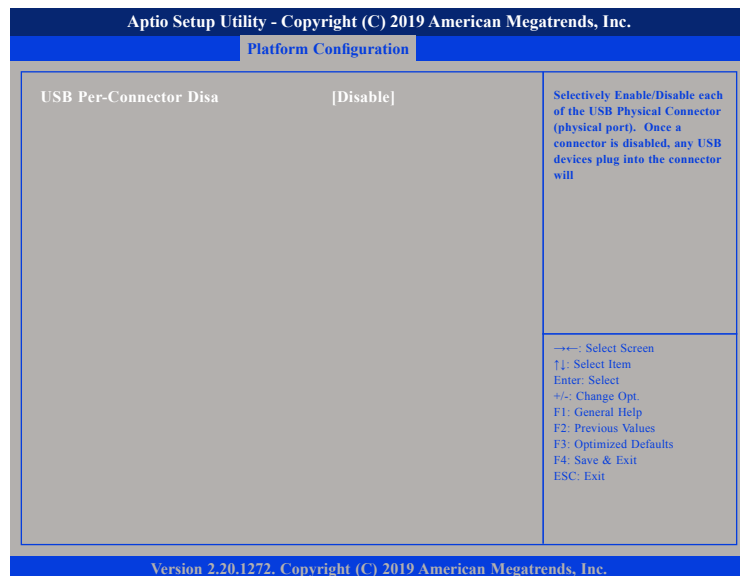 Aptio Setup Utility - Copyright (C) 2019 American Megatrends, Inc.
Platform Configuration
USB Per-Connector Disa [Disable]
Selectively Enable/Disable each
of the USB Physical Connector
(physical port). Once a
connector is disabled, any USB
devices plug into the connector
will
→←: Select Screen
↑↓: Select Item
Enter: Select
+/-: Change Opt.
F1: General Help
F2: Previous Values
F3: Optimized Defaults
F4: Save & Exit
ESC: Exit
Version 2.20.1272. Copyright (C) 2019 American Megatrends, Inc.